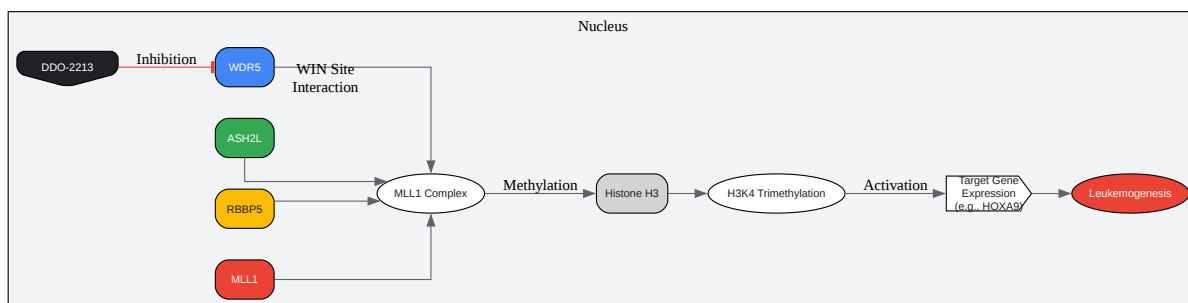 Nucleus
DDO-2213
Inhibition
WDR5
WIN Site
Interaction
ASH2L
RBBP5
MLL1
MLL1 Complex
Methylation
Histone H3
H3K4 Trimethylation
Activation
Target Gene
Expression
(e.g., HOXA9)
Leukemogenesis